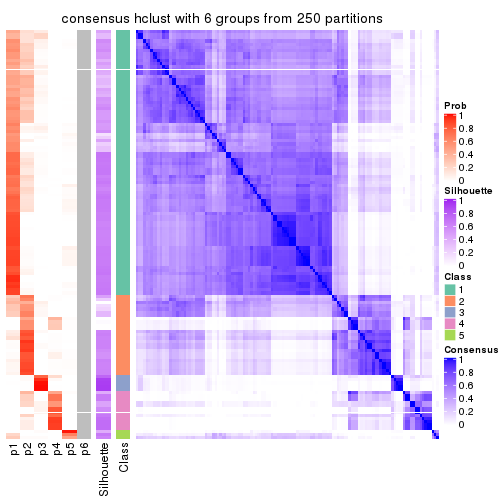 consensus hclust with 6 groups from 250 partitions
Prob
1
0.8
0.6
0.4
0.2
0
Silhouette
1
0.8
0.6
0.4
0.2
0
Class
1
2
3
4
5
Consensus
1
0.8
0.6
0.4
0.2
0
p1
p2
p3
p4
p5
p6
Silhouette
Class